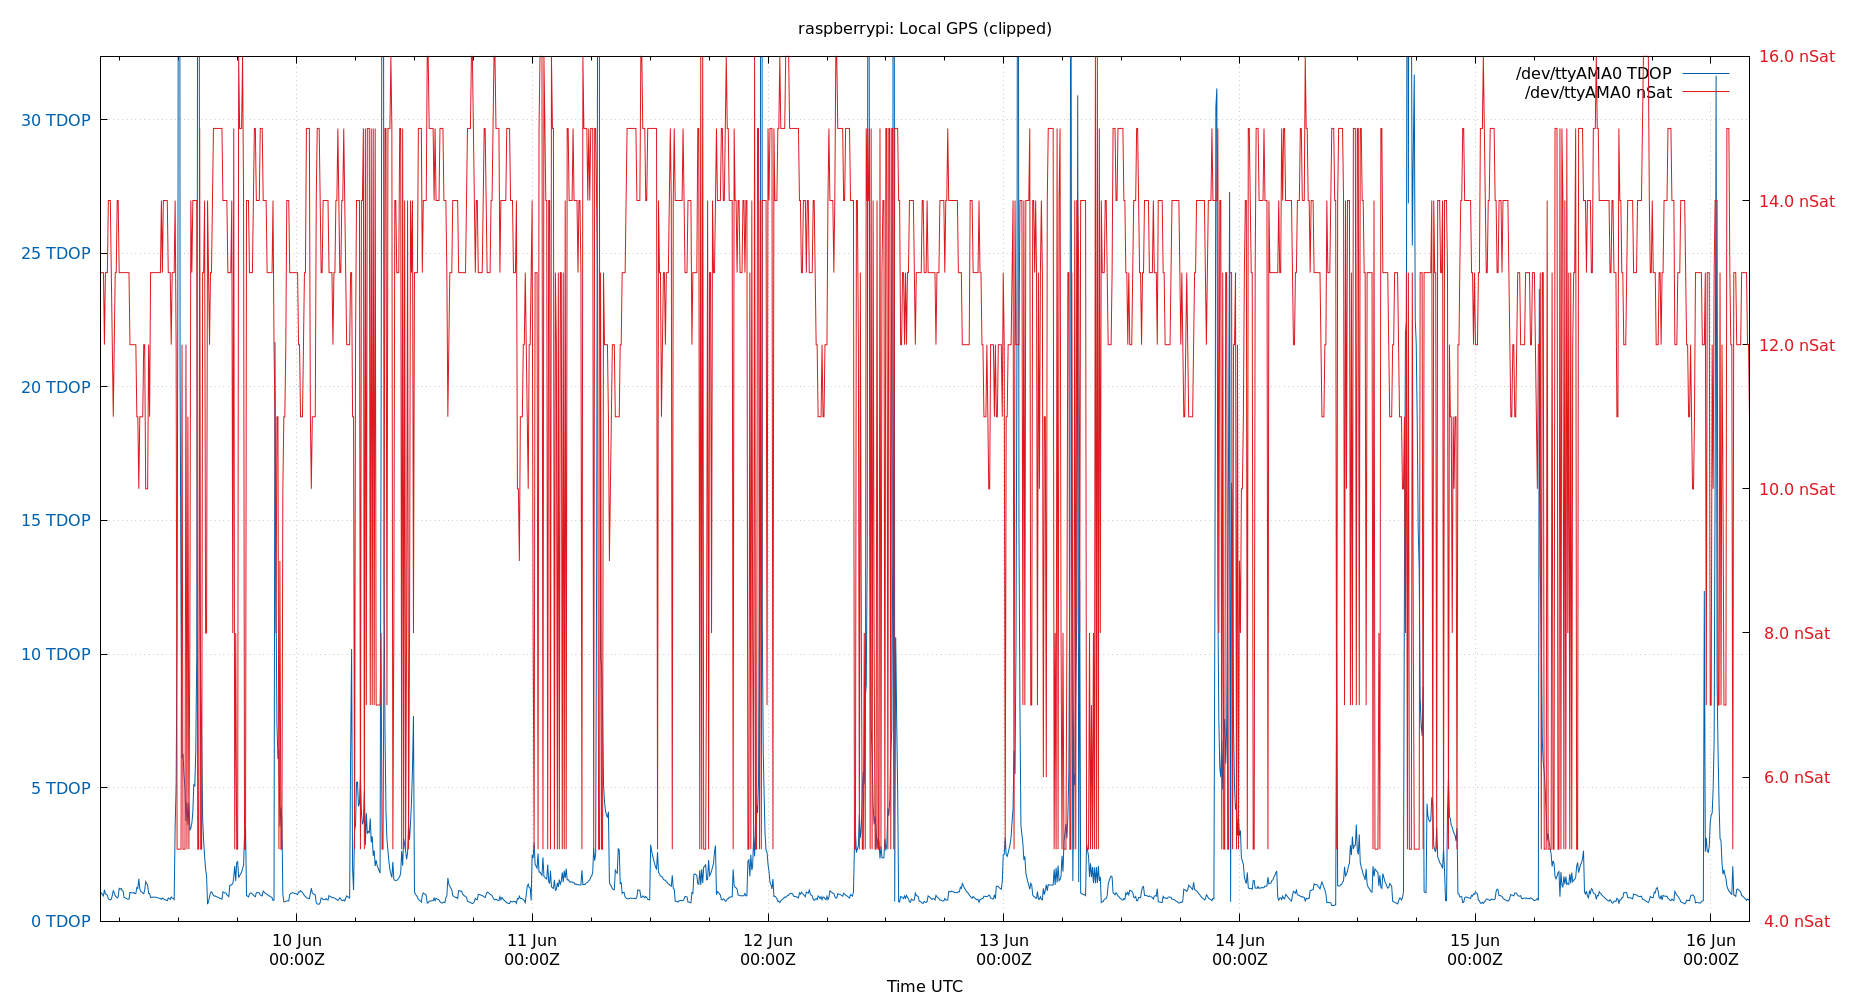 raspberrypi: Local GPS (clipped)
16.0 nSat
/dev/ttyAMA0 TDOP
/dev/ttyAMA0 nSat
30 TDOP
14.0 nSat
25 TDOP
12.0 nSat
20 TDOP
10.0 nSat
15 TDOP
8.0 nSat
10 TDOP
6.0 nSat
5 TDOP
4.0 nSat
0 TDOP
10 Jun 11 Jun 12 Jun 13 Jun 14 Jun 15 Jun 16 Jun
00:00Z 00:00Z 00:00Z 00:00Z 00:00Z 00:00Z 00:00Z
Time UTC